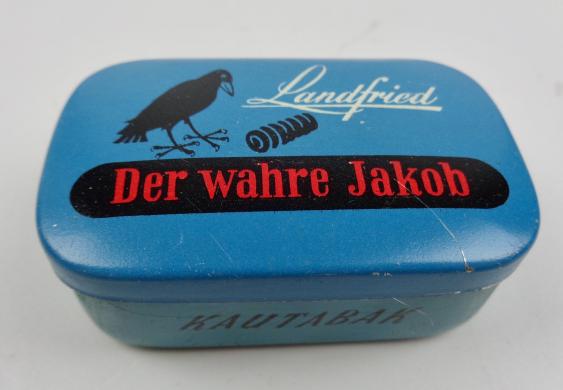 Landfried
Der wahre Jakob
KAUTABAK